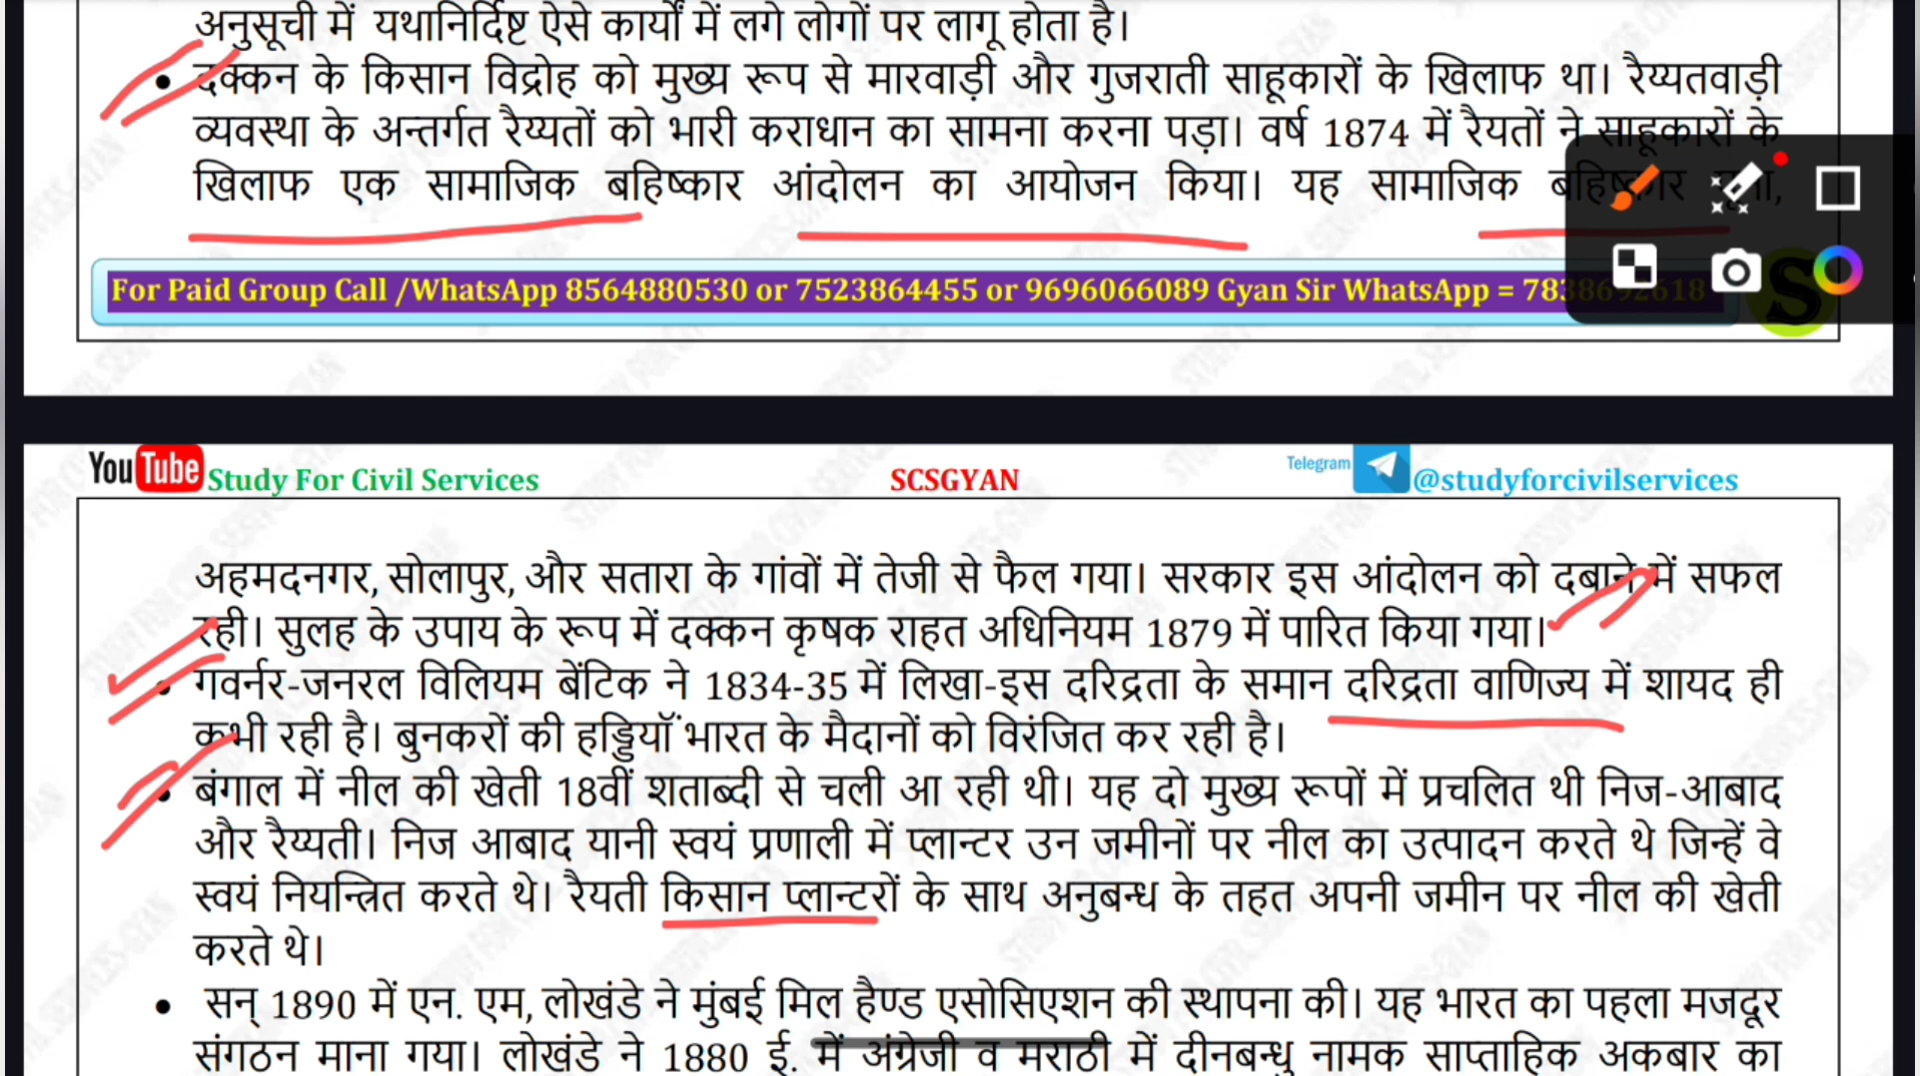 अनुसूची में यथानिर्दिष्ट ऐसे कार्यों में लगे लोगों पर लागू होता है।
• दक्कन के किसान विद्रोह को मुख्य रूप से मारवाड़ी और गुजराती साहूकारों के खिलाफ था। रैय्यतवाड़ी
व्यवस्था के अन्तर्गत रैय्यतों को भारी कराधान का सामना करना पड़ा। वर्ष 1874 में रैयतों ने साहूकारों के
खिलाफ एक सामाजिक बहिष्कार आंदोलन का आयोजन किया। यह सामाजिक बहिष्कार
For Paid Group Call /WhatsApp 8564880530 or 7523864455 or 9696066089 Gyan Sir WhatsApp = 7838692618
YouTube Study For Civil Services SCSGYAN Telegram @studyforcivilservices
अहमदनगर, सोलापुर, और सतारा के गांवों में तेजी से फैल गया। सरकार इस आंदोलन को दबाने में सफल
रही। सुलह के उपाय के रूप में दक्कन कृषक राहत अधिनियम 1879 में पारित किया गया।
• गवर्नर-जनरल विलियम बेंटिक ने 1834-35 में लिखा-इस दरिद्रता के समान दरिद्रता वाणिज्य में शायद ही
कभी रही है। बुनकरों की हड्डियाॅं भारत के मैदानों को विरंजित कर रही है।
• बंगाल में नील की खेती 18वीं शताब्दी से चली आ रही थी। यह दो मुख्य रूपों में प्रचलित थी निज-आबाद
और रैय्यती। निज आबाद यानी स्वयं प्रणाली में प्लान्टर उन जमीनों पर नील का उत्पादन करते थे जिन्हें वे
स्वयं नियन्त्रित करते थे। रैयती किसान प्लान्टरों के साथ अनुबन्ध के तहत अपनी जमीन पर नील की खेती
करते थे।
• सन् 1890 में एन. एम, लोखंडे ने मुंबई मिल हैण्ड एसोसिएशन की स्थापना की। यह भारत का पहला मजदूर
संगठन माना गया। लोखंडे ने 1880 ई. में अंग्रेजी व मराठी में दीनबन्धु नामक साप्ताहिक अकबार का